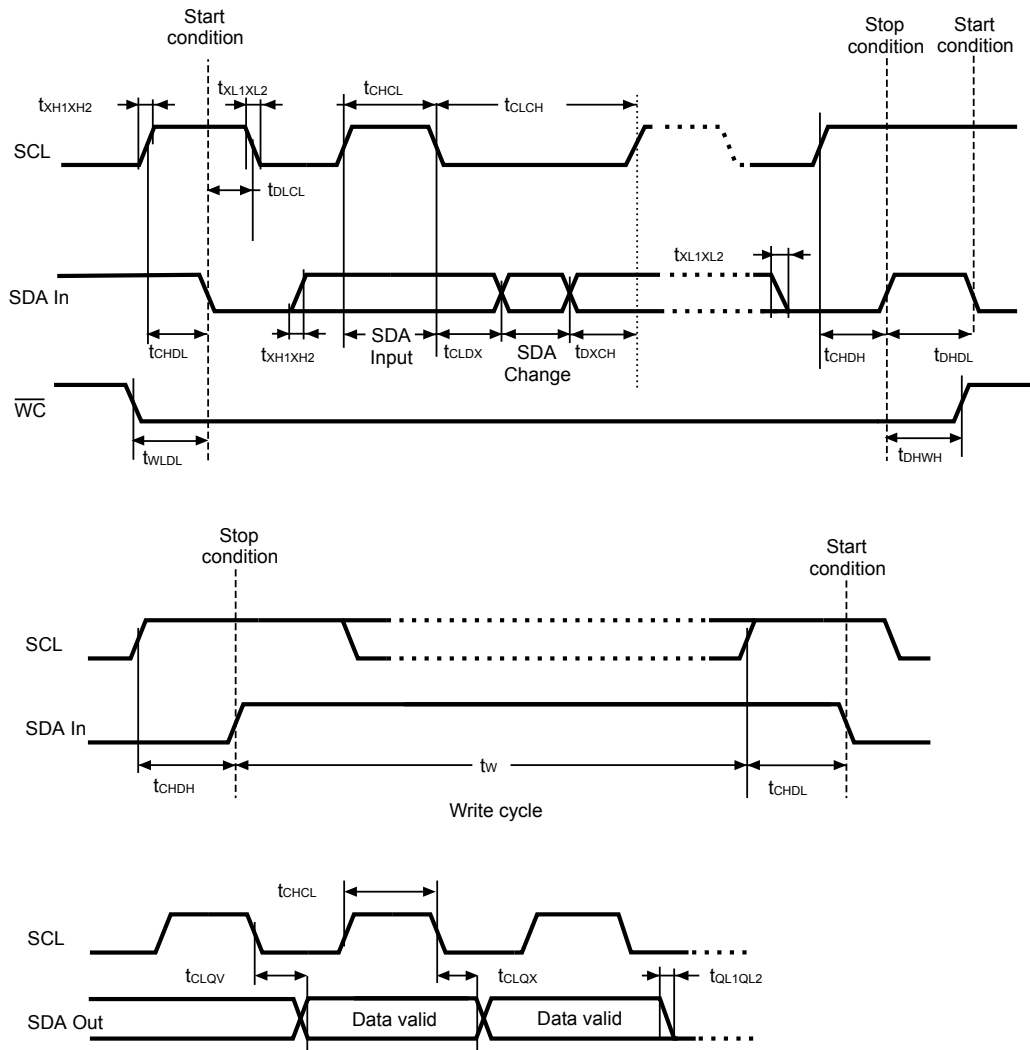 Start
condition
Stop
condition
Start
condition
tXH1XH2
tXL1XL2
tCHCL
tCLCH
SCL
tDLCL
tXL1XL2
SDA In
tCHDL
tXH1XH2
SDA
Input
tCLDX
SDA
Change
tDXCH
tCHDH
tDHDL
WC
tWLDL
tDHWH
Stop
condition
Start
condition
SCL
SDA In
tCHDH
tW
tCHDL
Write cycle
tCHCL
SCL
tCLQV
tCLQX
tQL1QL2
SDA Out
Data valid
Data valid